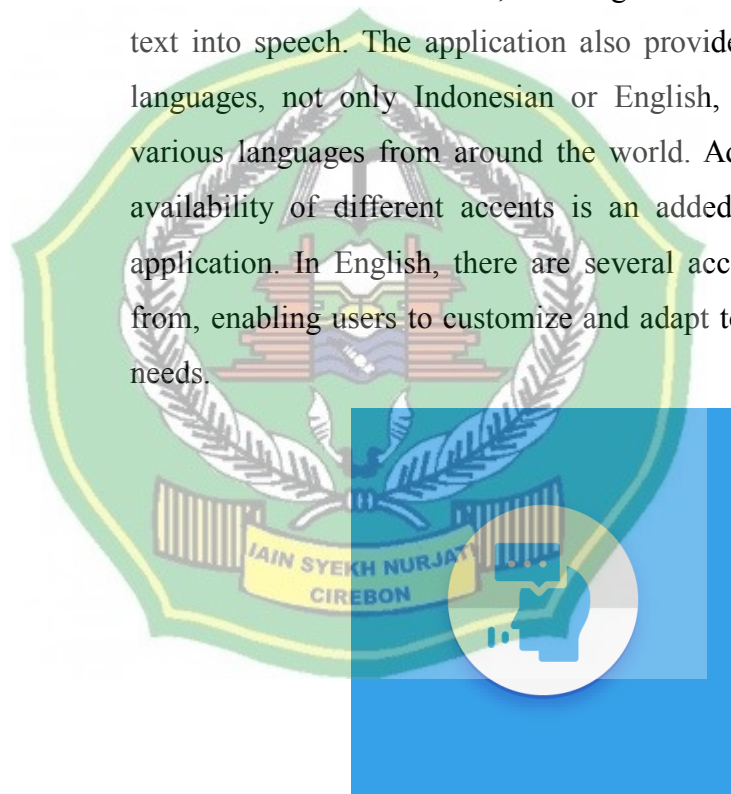 text into speech. The application also provide
languages, not only Indonesian or English,
various languages from around the world. Ad
availability of different accents is an added
application. In English, there are several acc
from, enabling users to customize and adapt to
needs.
IAIN SYEKH NURJATI
CIREBON